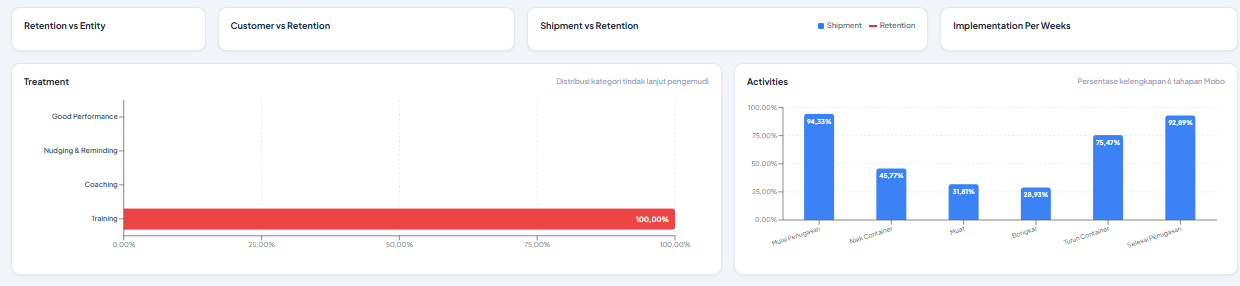 Retention vs Entity
Customer vs Retention
Shipment vs Retention
Shipment
Retention
Implementation Per Weeks
Treatment
Distribusi kategori tindak lanjut pengemudi
Good Performance
Nudging & Reminding
Coaching
Training
100,00%
0,00%
25,00%
50,00%
75,00%
100,00%
Activities
Persentase kelengkapan 6 tahapan Mobo
100,00%
75,00%
50,00%
25,00%
0,00%
94,33%
45,77%
31,81%
28,93%
75,47%
92,89%
Mulai Penugasan
Naik Container
Muat
Bongkar
Turun Container
Selesai Penugasan